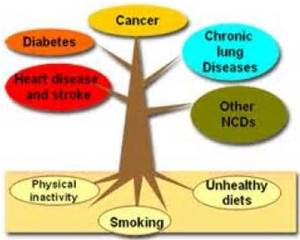 Cancer
Diabetes
Chronic
lung
Diseases
Heart disease
and stroke
Other
NCDs
Physical
inactivity
Smoking
Unhealthy
diets